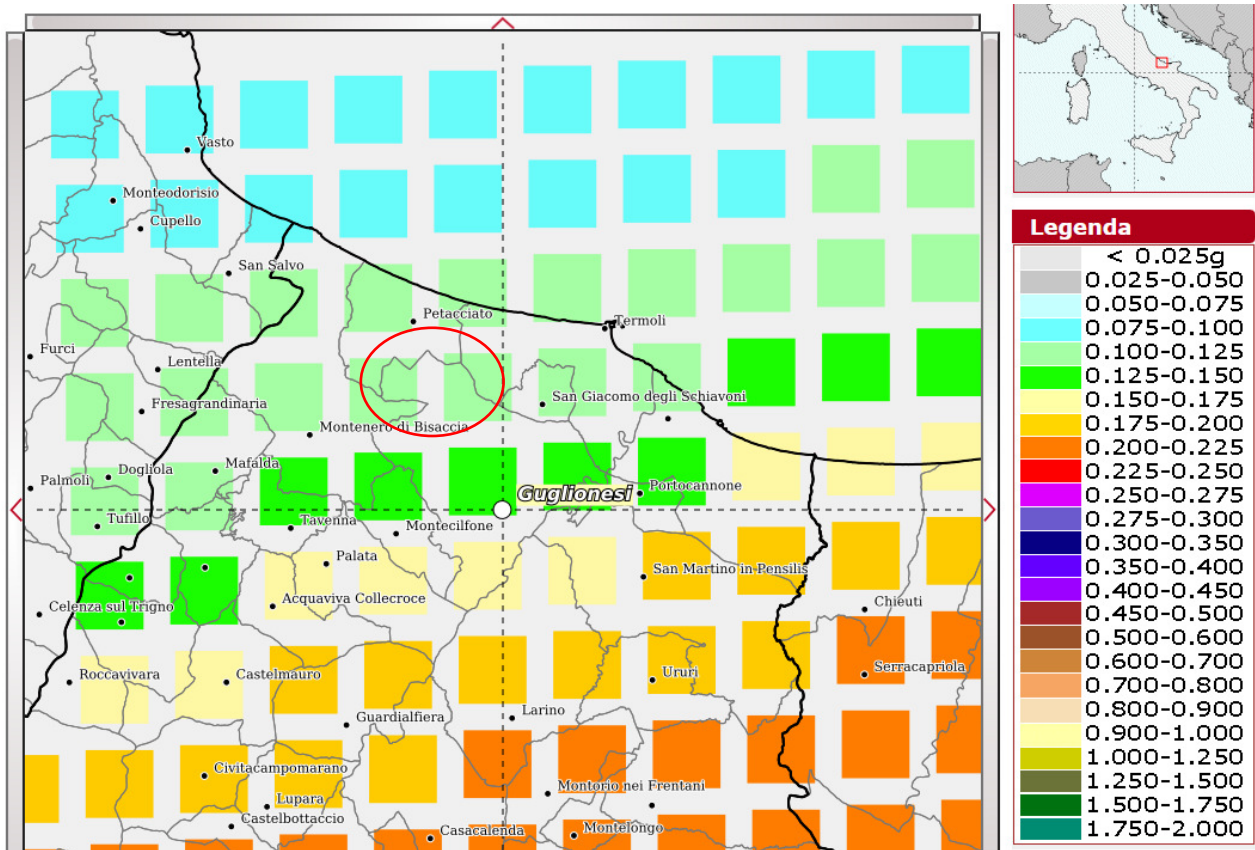 Vasto
Monteodorisio
Cupello
San Salvo
Petacciato
Termoli
Furci
Lentella
Fresagrandinaria
San Giacomo degli Schiavoni
Montenero di Bisaccia
Palmoli
Dogliola
Mafalda
Portocannone
Guglionesi
Tufillo
Tavenna
Montecilfone
Palata
San Martino in Pensilis
Celenza sul Trigno
Acquaviva Collecroce
Chieuti
Roccavivara
Castelmauro
Ururi
Serracapriola
Guardialfiera
Larino
Civitacampomarano
Montorio nei Frentani
Lupara
Castelbottaccio
Casacalenda
Montelongo
Legenda
< 0.025g
0.025-0.050
0.050-0.075
0.075-0.100
0.100-0.125
0.125-0.150
0.150-0.175
0.175-0.200
0.200-0.225
0.225-0.250
0.250-0.275
0.275-0.300
0.300-0.350
0.350-0.400
0.400-0.450
0.450-0.500
0.500-0.600
0.600-0.700
0.700-0.800
0.800-0.900
0.900-1.000
1.000-1.250
1.250-1.500
1.500-1.750
1.750-2.000